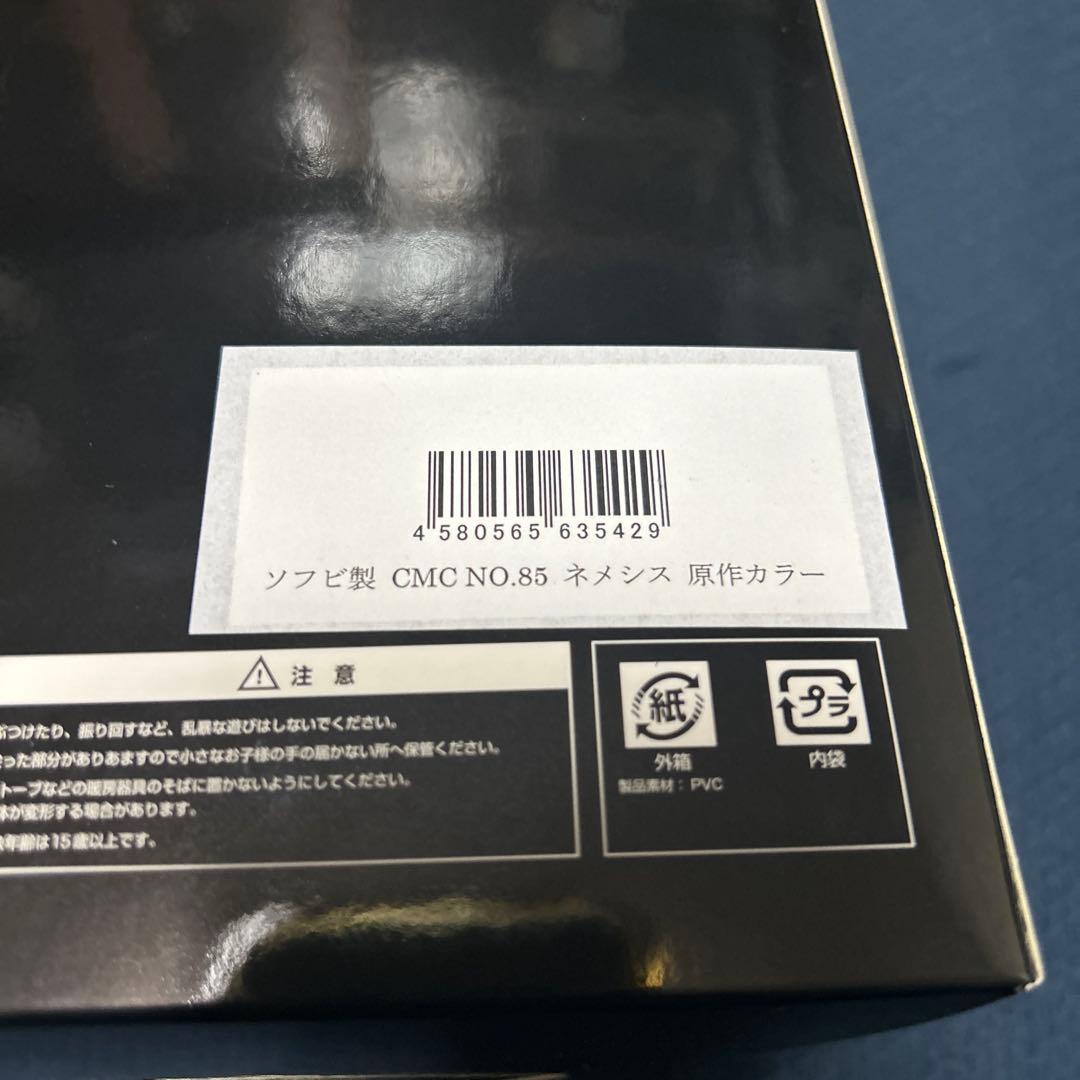 4 580565 635429
ソフビ製 CMC NO.85 ネメシス 原作カラー
注意
ぶつけたり、振り回すなど、乱暴な遊びはしないでください。
った部分がありあますので小さなお子様の手の届かない所へ保管ください。
トーブなどの暖房器具のそばに置かないようにしてください。
体が変形する場合があります。
年齢は15歳以上です。
紙
外箱
プラ
内袋
製品素材：PVC